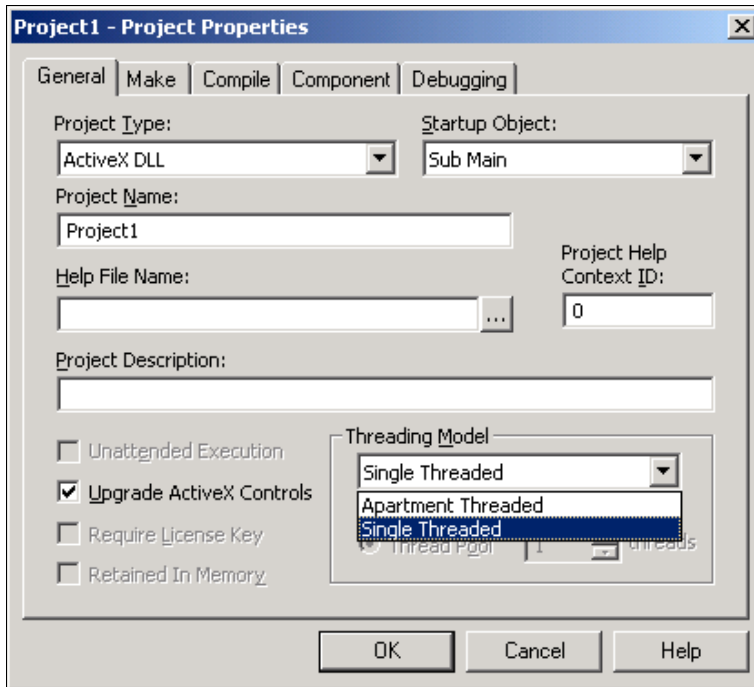 Project1 - Project Properties
General Make Compile Component Debugging
Project Type:
Startup Object:
ActiveX DLL
Sub Main
Project Name:
Project1
Project Help
Context ID:
Help File Name:
...
0
Project Description:
Unattended Execution
Upgrade ActiveX Controls
Require License Key
Retained In Memory
Threading Model
Single Threaded
Apartment Threaded
Single Threaded
Thread Pool 1 threads
OK Cancel Help